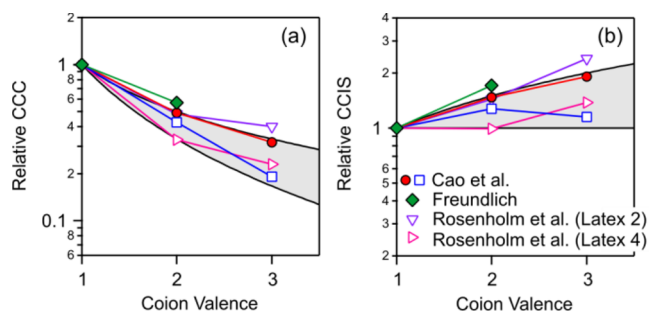 2
(a)
1
8
6
4
2
0.1
8
6
Relative CCC
1
2
3
Coion Valence
4
(b)
2
1
8
6
5
4
3
2
Relative CCIS
Cao et al.
Freundlich
Rosenholm et al. (Latex 2)
Rosenholm et al. (Latex 4)
1
2
3
Coion Valence